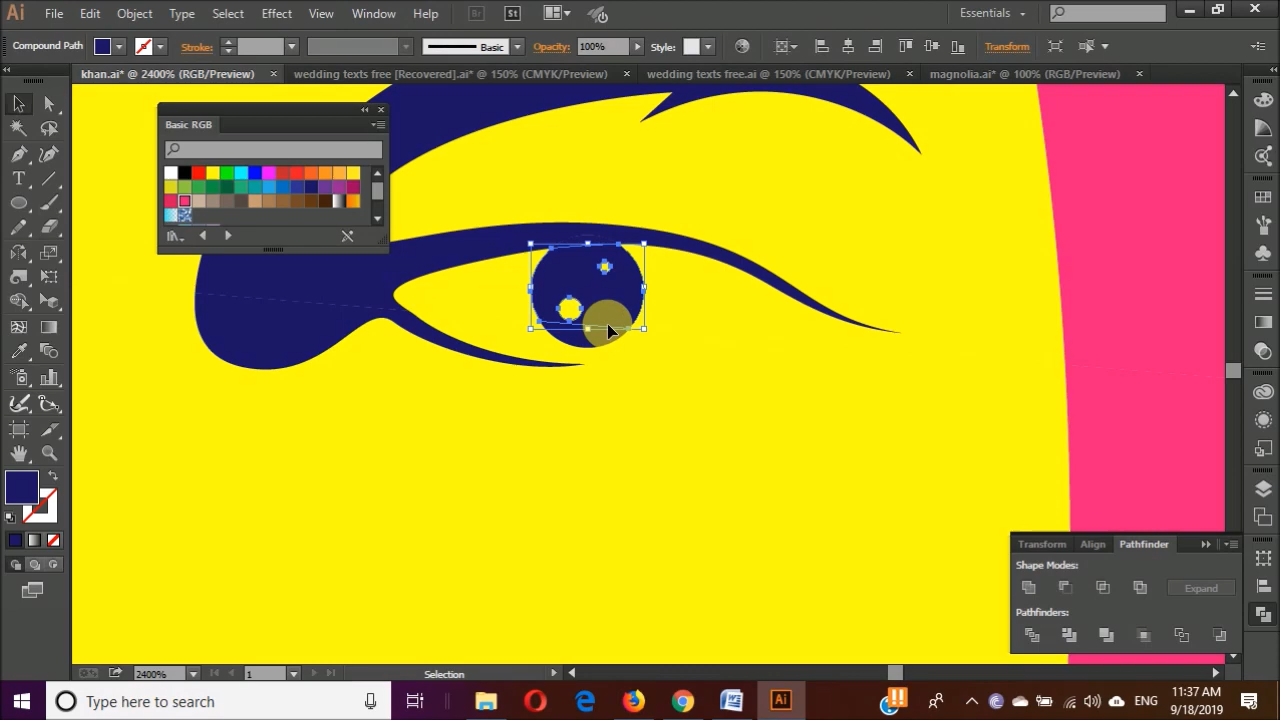 Ai File Edit Object Type Select Effect View Window Help Br St Essentials
Compound Path Stroke: Basic Opacity: 100% Style: Transform
khan.ai* @ 2400% (RGB/Preview) × wedding texts free [Recovered].ai* @ 150% (CMYK/Preview) × wedding texts free.ai @ 150% (CMYK/Preview) × magnolia.ai* @ 100% (RGB/Preview) ×
Basic RGB
Transform Align Pathfinder
Shape Modes:
Expand
Pathfinders:
2400% 1 Selection
Type here to search Ai ENG 11:37 AM
9/18/2019